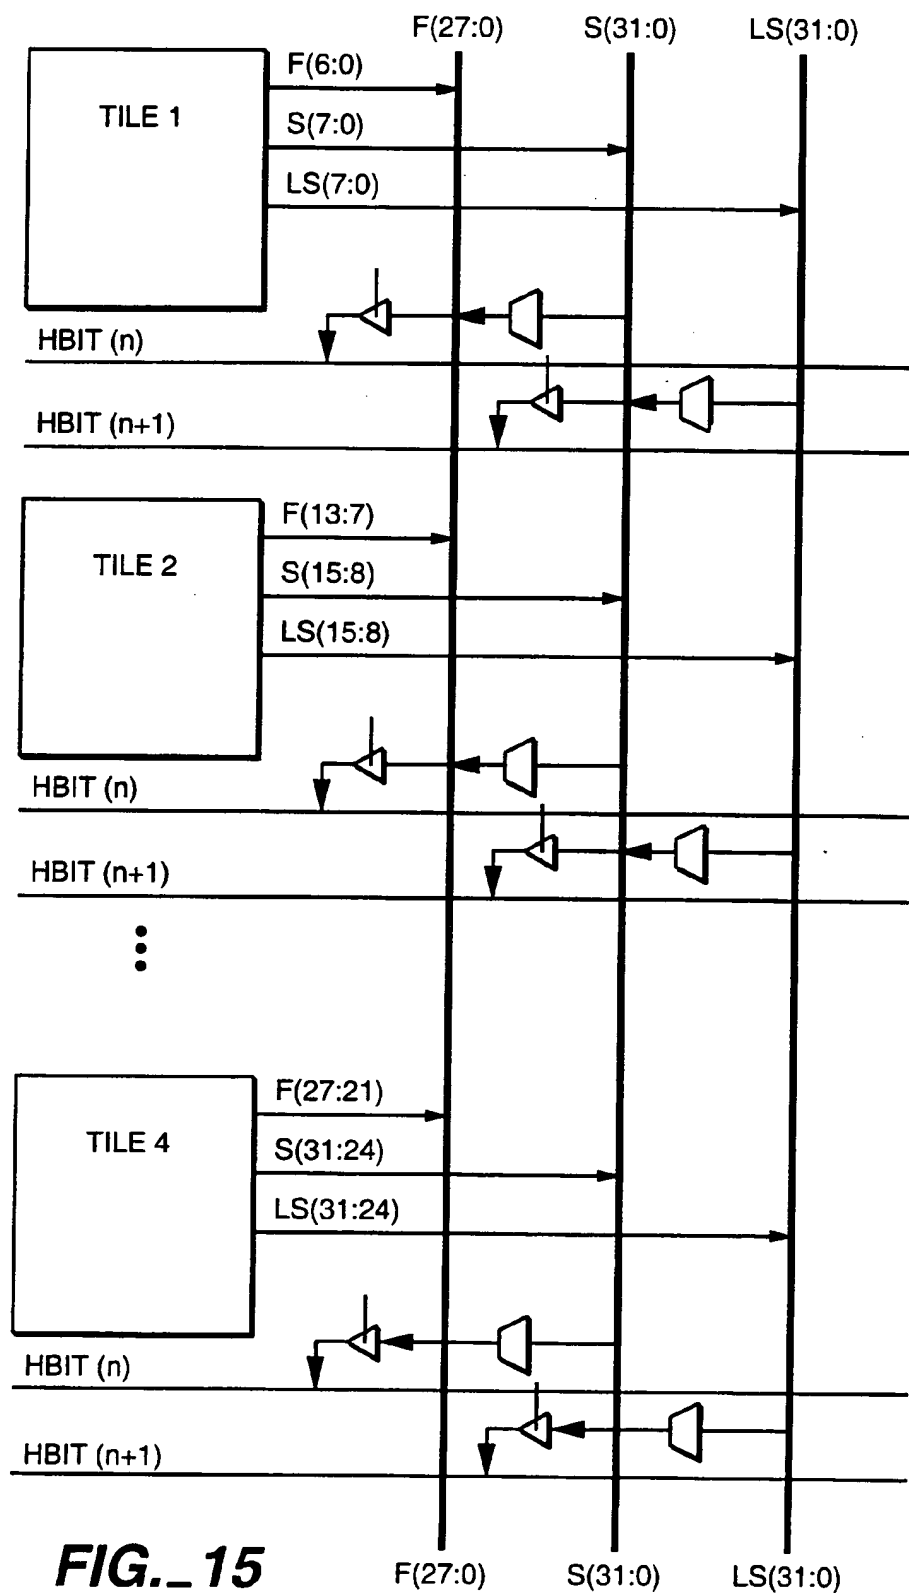 F(27:0) S(31:0) LS(31:0)
TILE 1
F(6:0)
S(7:0)
LS(7:0)
HBIT (n)
HBIT (n+1)
TILE 2
F(13:7)
S(15:8)
LS(15:8)
HBIT (n)
HBIT (n+1)
TILE 4
F(27:21)
S(31:24)
LS(31:24)
HBIT (n)
HBIT (n+1)
FIG._15
F(27:0) S(31:0) LS(31:0)